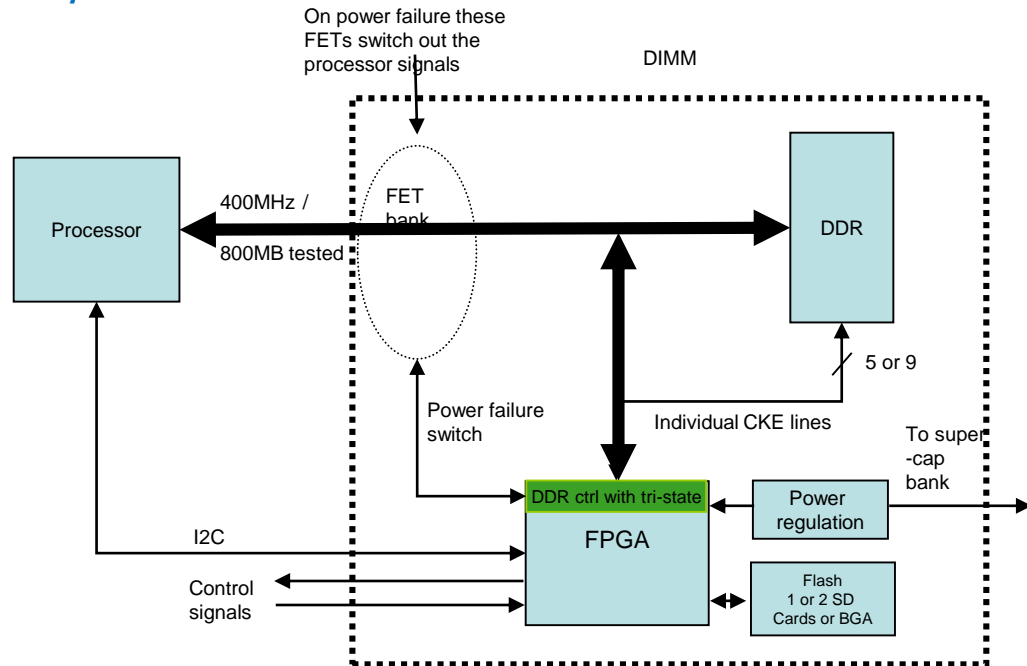 On power failure these
FETs switch out the
processor signals
DIMM
Processor
400MHz /
800MB tested
FET
bank
DDR
5 or 9
Individual CKE lines
Power failure
switch
To super
-cap
bank
DDR ctrl with tri-state
FPGA
Power
regulation
I2C
Control
signals
Flash
1 or 2 SD
Cards or BGA